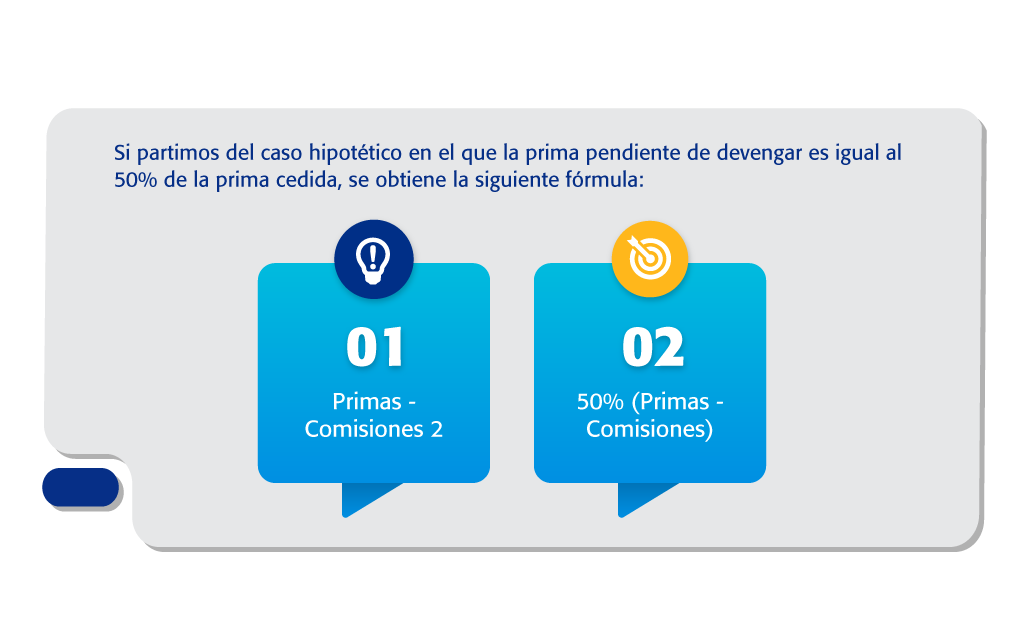 Si partimos del caso hipotético en el que la prima pendiente de devengar es igual al
50% de la prima cedida, se obtiene la siguiente fórmula:
01
Primas -
Comisiones 2
02
50% (Primas -
Comisiones)